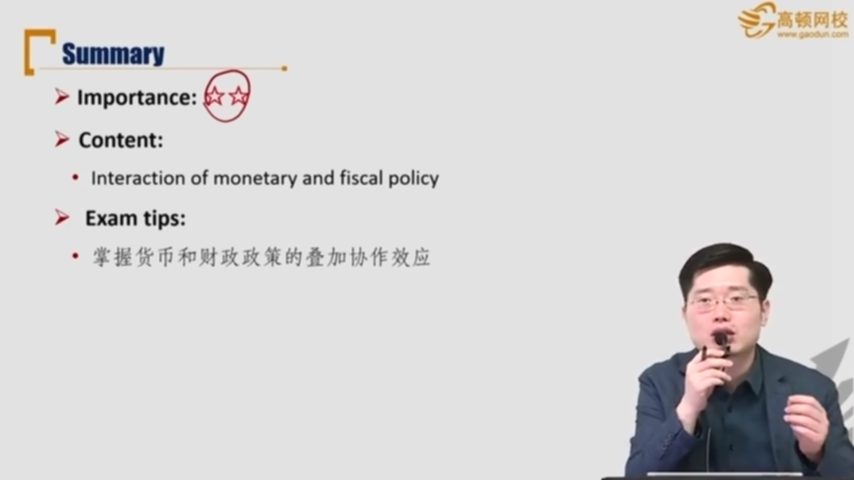 高顿网校
www.gaodun.com
Summary
Importance: ☆☆
Content:
Interaction of monetary and fiscal policy
Exam tips:
掌握货币和财政政策的叠加协作效应